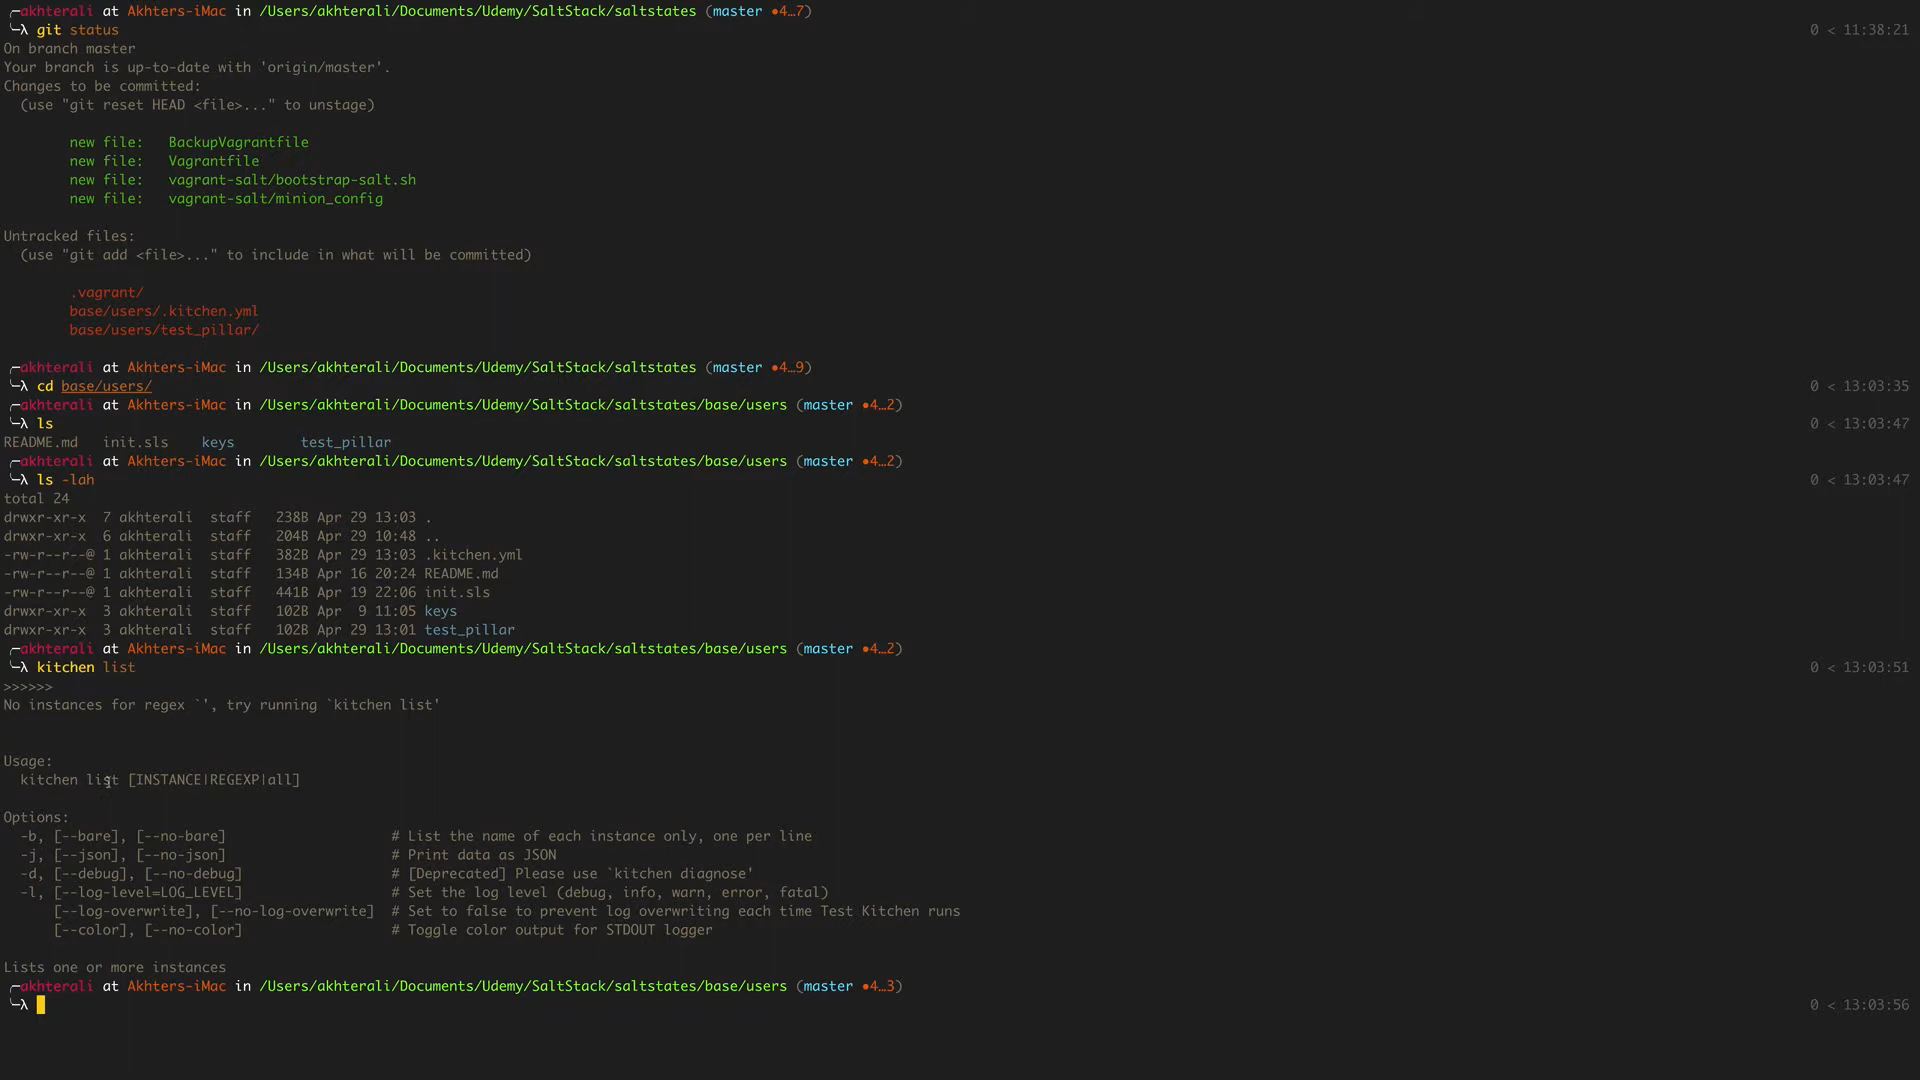 ╭─akhterali at Akhters-iMac in /Users/akhterali/Documents/Udemy/SaltStack/saltstates (master •4…7)
╰─λ git status 0 < 11:38:21
On branch master
Your branch is up-to-date with 'origin/master'.
Changes to be committed:
  (use "git reset HEAD <file>..." to unstage)
        new file:   BackupVagrantfile
        new file:   Vagrantfile
        new file:   vagrant-salt/bootstrap-salt.sh
        new file:   vagrant-salt/minion_config
Untracked files:
  (use "git add <file>..." to include in what will be committed)
        .vagrant/
        base/users/.kitchen.yml
        base/users/test_pillar/
╭─akhterali at Akhters-iMac in /Users/akhterali/Documents/Udemy/SaltStack/saltstates (master •4…9)
╰─λ cd base/users/ 0 < 13:03:35
╭─akhterali at Akhters-iMac in /Users/akhterali/Documents/Udemy/SaltStack/saltstates/base/users (master •4…2)
╰─λ ls 0 < 13:03:47
README.md   init.sls    keys        test_pillar
╭─akhterali at Akhters-iMac in /Users/akhterali/Documents/Udemy/SaltStack/saltstates/base/users (master •4…2)
╰─λ ls -lah 0 < 13:03:47
total 24
drwxr-xr-x  7 akhterali  staff   238B Apr 29 13:03 .
drwxr-xr-x  6 akhterali  staff   204B Apr 29 10:48 ..
-rw-r--r--@ 1 akhterali  staff   382B Apr 29 13:03 .kitchen.yml
-rw-r--r--@ 1 akhterali  staff   134B Apr 16 20:24 README.md
-rw-r--r--@ 1 akhterali  staff   441B Apr 19 22:06 init.sls
drwxr-xr-x  3 akhterali  staff   102B Apr  9 11:05 keys
drwxr-xr-x  3 akhterali  staff   102B Apr 29 13:01 test_pillar
╭─akhterali at Akhters-iMac in /Users/akhterali/Documents/Udemy/SaltStack/saltstates/base/users (master •4…2)
╰─λ kitchen list 0 < 13:03:51
>>>>>>
No instances for regex `', try running `kitchen list'
Usage:
  kitchen list [INSTANCE|REGEXP|all]
Options:
  -b, [--bare], [--no-bare]                    # List the name of each instance only, one per line
  -j, [--json], [--no-json]                    # Print data as JSON
  -d, [--debug], [--no-debug]                  # [Deprecated] Please use `kitchen diagnose'
  -l, [--log-level=LOG_LEVEL]                  # Set the log level (debug, info, warn, error, fatal)
      [--log-overwrite], [--no-log-overwrite]  # Set to false to prevent log overwriting each time Test Kitchen runs
      [--color], [--no-color]                  # Toggle color output for STDOUT logger
Lists one or more instances
╭─akhterali at Akhters-iMac in /Users/akhterali/Documents/Udemy/SaltStack/saltstates/base/users (master •4…3)
╰─λ 0 < 13:03:56